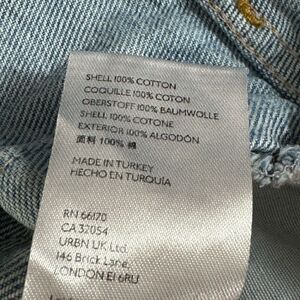 SHELL 100% COTTON
COQUILLE 100% COTON
OBERSTOFF 100% BAUMWOLLE
SHELL 100% COTONE
EXTERIOR 100% ALGODÓN
面料 100% 棉
MADE IN TURKEY
HECHO EN TURQUÍA
RN 66170
CA 32054
URBN UK Ltd.
146 Brick Lane,
LONDON E1 6RU